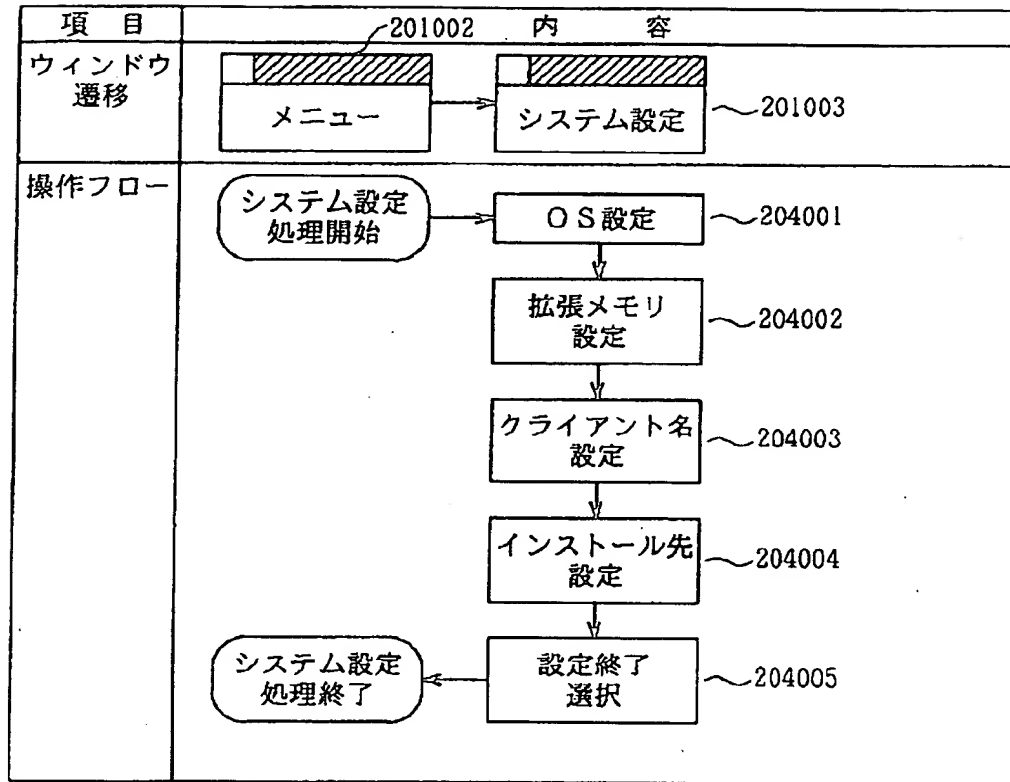 項 目
201002
内 容
ウィンドウ
遷移
メニュー
システム設定
201003
操作フロー
システム設定
処理開始
OS設定
204001
拡張メモリ
設定
204002
クライアント名
設定
204003
インストール先
設定
204004
システム設定
処理終了
設定終了
選択
204005